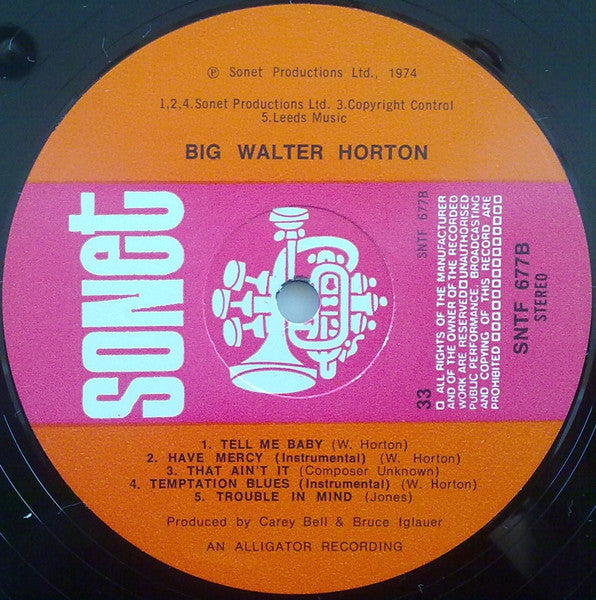 ℗ Sonet Productions Ltd., 1974
1,2,4.Sonet Productions Ltd. 3.Copyright Control
5.Leeds Music
BIG WALTER HORTON
sonet
SNTF 677B
ALL RIGHTS OF THE MANUFACTURER
AND OF THE OWNER OF THE RECORDED
WORK ARE RESERVED UNAUTHORISED
PUBLIC PERFORMANCE, BROADCASTING
AND COPYING OF THIS RECORD ARE
PROHIBITED
33
SNTF 677B
STEREO
1. TELL ME BABY (W. Horton)
2. HAVE MERCY (Instrumental) (W. Horton)
3. THAT AIN'T IT (Composer Unknown)
4. TEMPTATION BLUES (Instrumental) (W. Horton)
5. TROUBLE IN MIND (Jones)
Produced by Carey Bell & Bruce Iglauer
AN ALLIGATOR RECORDING